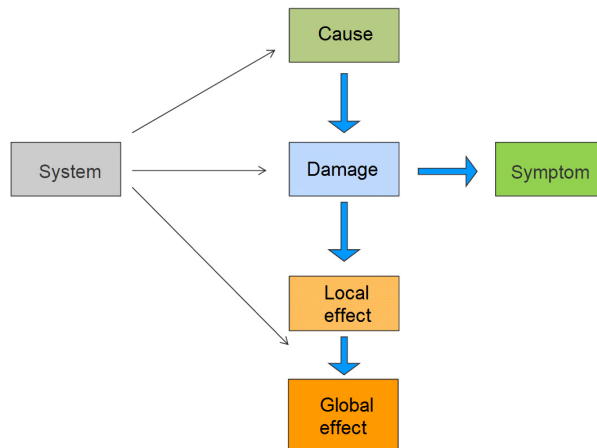 Cause
System
Damage
Symptom
Local
effect
Global
effect